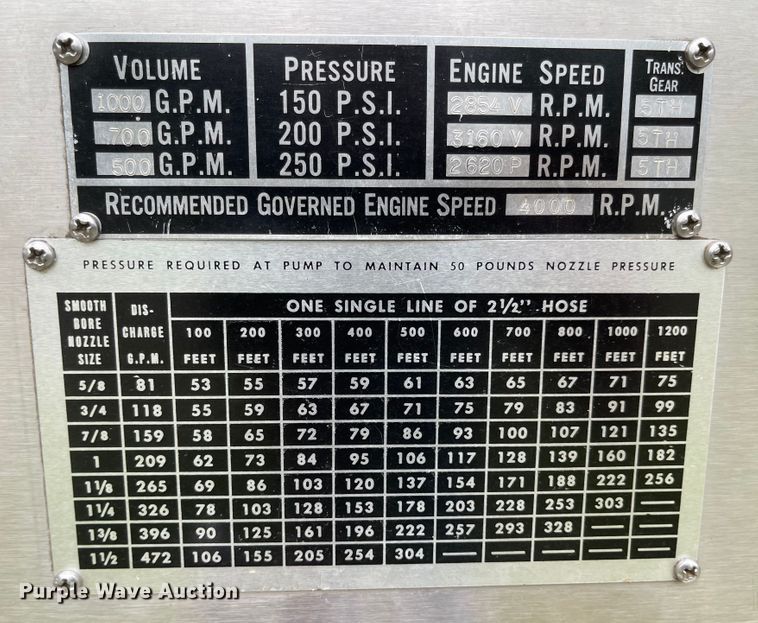 VOLUME PRESSURE ENGINE SPEED TRANS. GEAR
1000 G.P.M. 150 P.S.I. 2854 V R.P.M. 5TH
700 G.P.M. 200 P.S.I. 3160 V R.P.M. 5TH
500 G.P.M. 250 P.S.I. 2620 P R.P.M. 5TH
RECOMMENDED GOVERNED ENGINE SPEED 4000 R.P.M.
PRESSURE REQUIRED AT PUMP TO MAINTAIN 50 POUNDS NOZZLE PRESSURE
SMOOTH BORE NOZZLE SIZE DIS-CHARGE G.P.M. ONE SINGLE LINE OF 2½" HOSE
100 FEET 200 FEET 300 FEET 400 FEET 500 FEET 600 FEET 700 FEET 800 FEET 1000 FEET 1200 FEET
5/8 81 53 55 57 59 61 63 65 67 71 75
3/4 118 55 59 63 67 71 75 79 83 91 99
7/8 159 58 65 72 79 86 93 100 107 121 135
1 209 62 73 84 95 106 117 128 139 160 182
1 1/8 265 69 86 103 120 137 154 171 188 222 256
1 1/4 326 78 103 128 153 178 203 228 253 303 —
1 3/8 396 90 125 161 196 222 257 293 328 — —
1 1/2 472 106 155 205 254 304 — — — — —
Purple Wave Auction